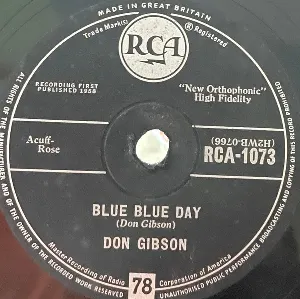 MADE IN GREAT BRITAIN
Trade Mark(s) ® Registered
RCA
RECORDING FIRST
PUBLISHED 1958
"New Orthophonic"
High Fidelity
Acuff-
Rose
(H2WB-0766)
RCA-1073
BLUE BLUE DAY
(Don Gibson)
DON GIBSON
Master Recording of Radio
78
Corporation of America
ALL RIGHTS OF THE MANUFACTURER AND OF THE OWNER OF THE RECORDED WORK RESERVED
UNAUTHORISED PUBLIC PERFORMANCE BROADCASTING AND COPYING OF THIS RECORD PROHIBITED